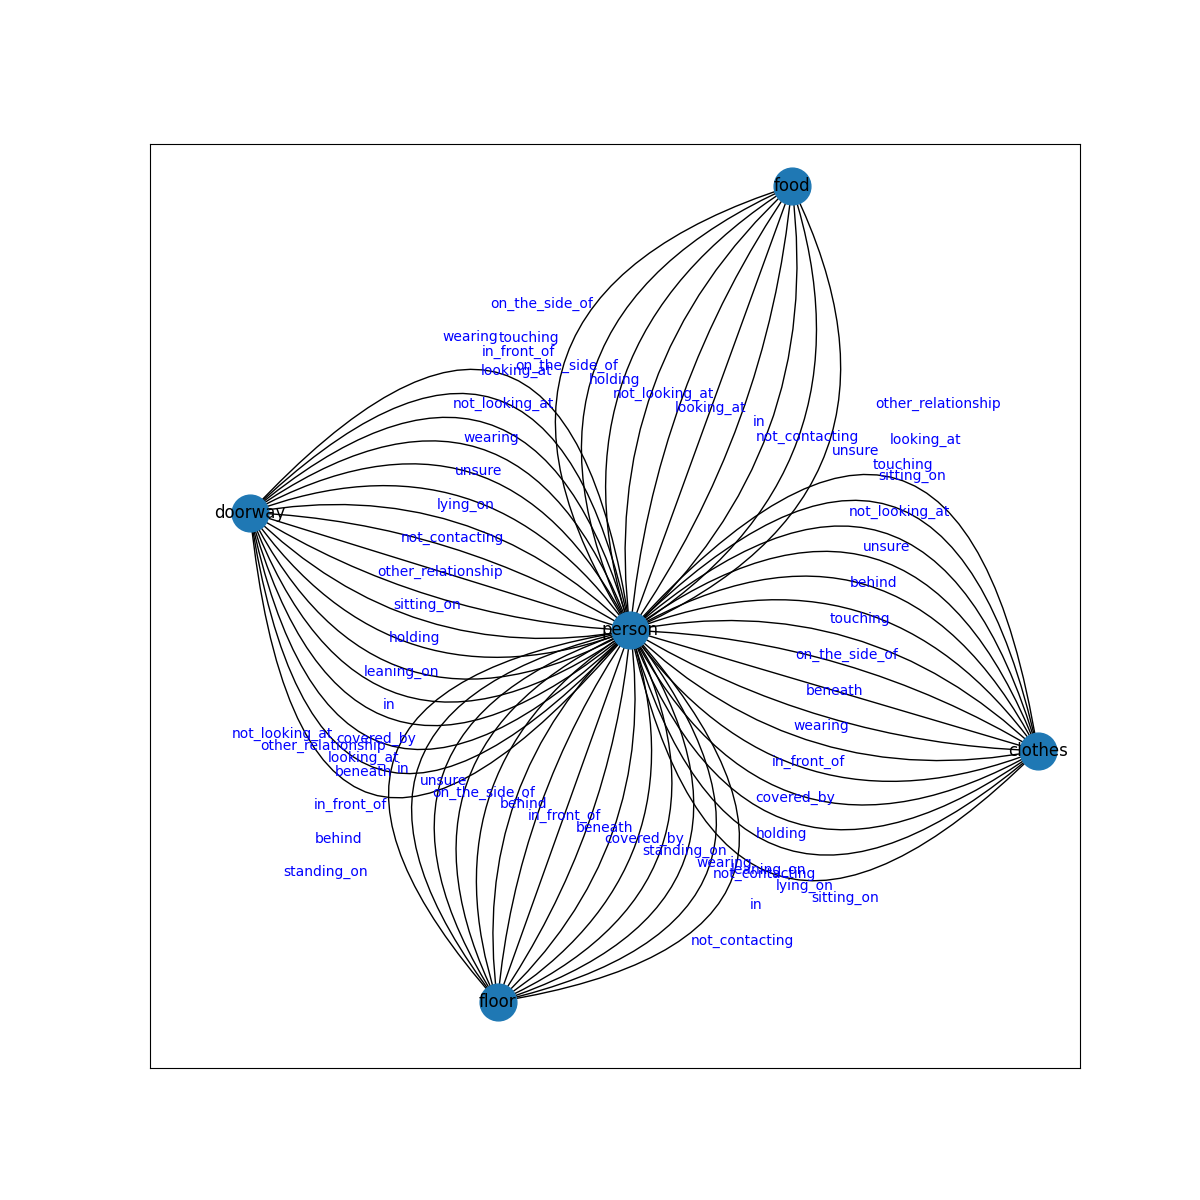 food
on_the_side_of
wearing
touching
in_front_of
on_the_side_of
looking_at
holding
not_looking_at
not_looking_at
other_relationship
looking_at
in
wearing
not_contacting
looking_at
unsure
touching
unsure
sitting_on
lying_on
doorway
not_looking_at
not_contacting
unsure
other_relationship
behind
sitting_on
touching
person
holding
on_the_side_of
leaning_on
beneath
in
wearing
not_looking_at
covered_by
other_relationship
clothes
looking_at
in_front_of
in
beneath
unsure
on_the_side_of
covered_by
behind
in_front_of
in_front_of
beneath
holding
behind
covered_by
standing_on
wearing
leaning_on
standing_on
not_contacting
lying_on
sitting_on
in
not_contacting
floor